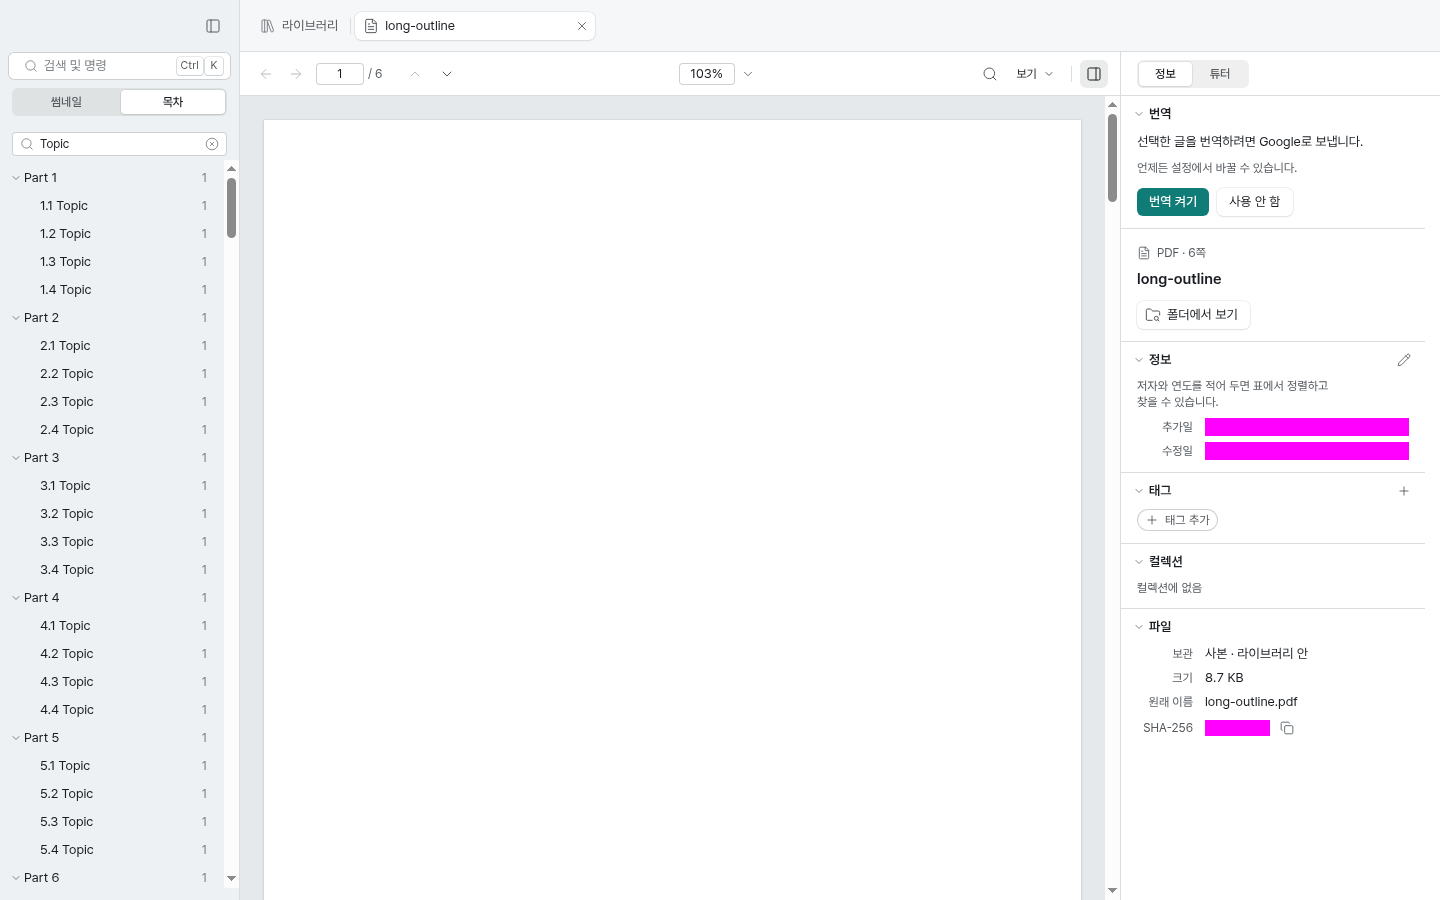 라이브러리
long-outline
검색 및 명령
Ctrl
K
썸네일
목차
Topic
Part 1 1
1.1 Topic 1
1.2 Topic 1
1.3 Topic 1
1.4 Topic 1
Part 2 1
2.1 Topic 1
2.2 Topic 1
2.3 Topic 1
2.4 Topic 1
Part 3 1
3.1 Topic 1
3.2 Topic 1
3.3 Topic 1
3.4 Topic 1
Part 4 1
4.1 Topic 1
4.2 Topic 1
4.3 Topic 1
4.4 Topic 1
Part 5 1
5.1 Topic 1
5.2 Topic 1
5.3 Topic 1
5.4 Topic 1
Part 6 1
1 / 6
103%
보기
정보
튜터
번역
선택한 글을 번역하려면 Google로 보냅니다.
언제든 설정에서 바꿀 수 있습니다.
번역 켜기
사용 안 함
PDF · 6쪽
long-outline
폴더에서 보기
정보
저자와 연도를 적어 두면 표에서 정렬하고
찾을 수 있습니다.
추가일
수정일
태그
태그 추가
컬렉션
컬렉션에 없음
파일
보관 사본 · 라이브러리 안
크기 8.7 KB
원래 이름 long-outline.pdf
SHA-256